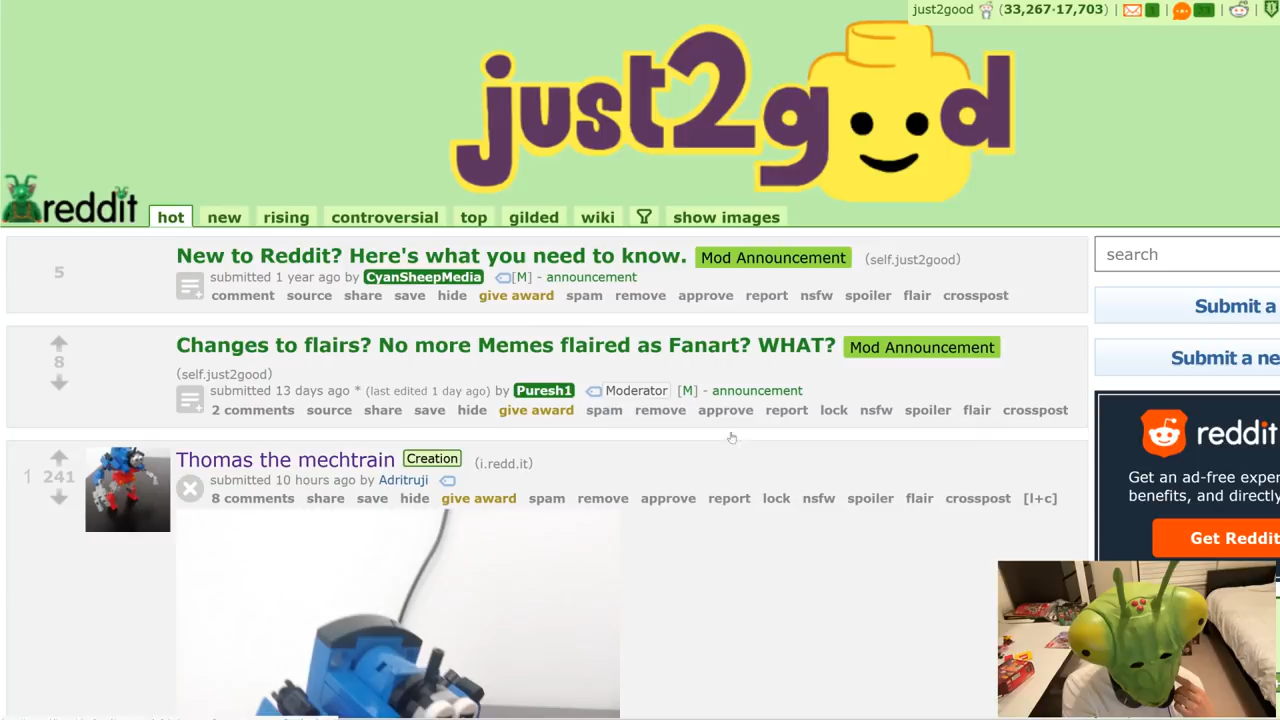 just2good (33,267·17,703) | 1 | 23 | |
just2good
reddit hot new rising controversial top gilded wiki show images
New to Reddit? Here's what you need to know. Mod Announcement (self.just2good)
5
submitted 1 year ago by CyanSheepMedia [M] - announcement
comment source share save hide give award spam remove approve report nsfw spoiler flair crosspost
search
Submit a
Changes to flairs? No more Memes flaired as Fanart? WHAT? Mod Announcement
8
(self.just2good)
submitted 13 days ago * (last edited 1 day ago) by Puresh1 Moderator [M] - announcement
2 comments source share save hide give award spam remove approve report lock nsfw spoiler flair crosspost
Submit a ne
reddit
Get an ad-free exper
benefits, and directly
Get Reddit
1 241
Thomas the mechtrain Creation (i.redd.it)
submitted 10 hours ago by Adritruji
8 comments share save hide give award spam remove approve report lock nsfw spoiler flair crosspost [l+c]